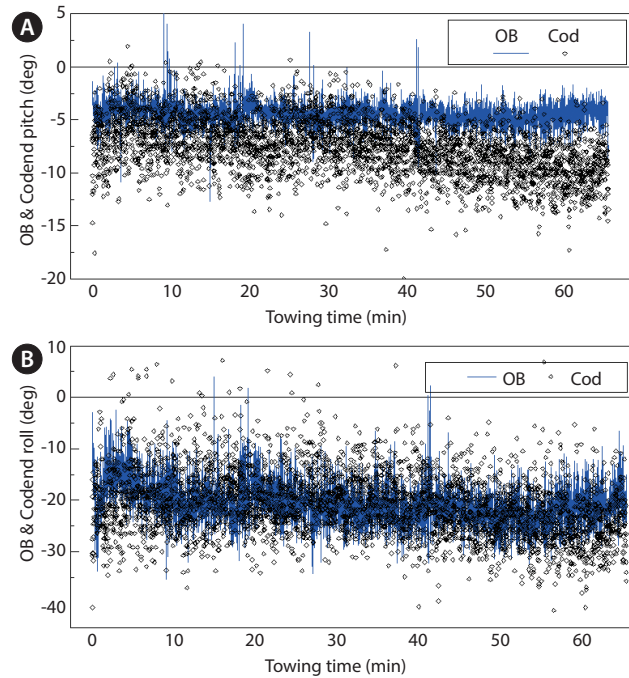 A
OB & Codend pitch (deg)
5
0
-5
-10
-15
-20
OB Cod
0 10 20 30 40 50 60
Towing time (min)
B
OB & Codend roll (deg)
10
0
-10
-20
-30
-40
OB Cod
0 10 19 30 40 50 60
Towing time (min)